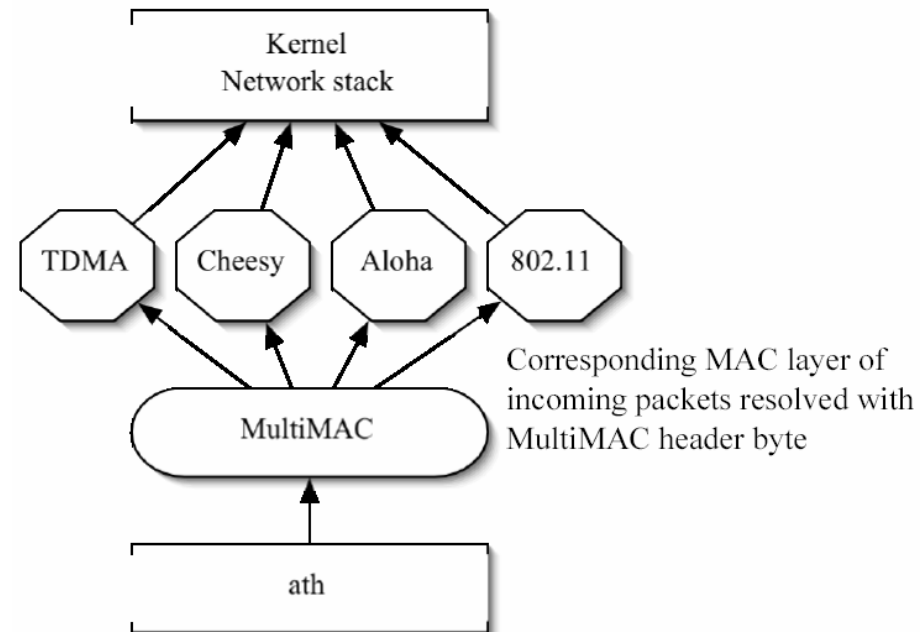 Kernel
Network stack
TDMA
Cheesy
Aloha
802.11
Corresponding MAC layer of
incoming packets resolved with
MultiMAC header byte
MultiMAC
ath